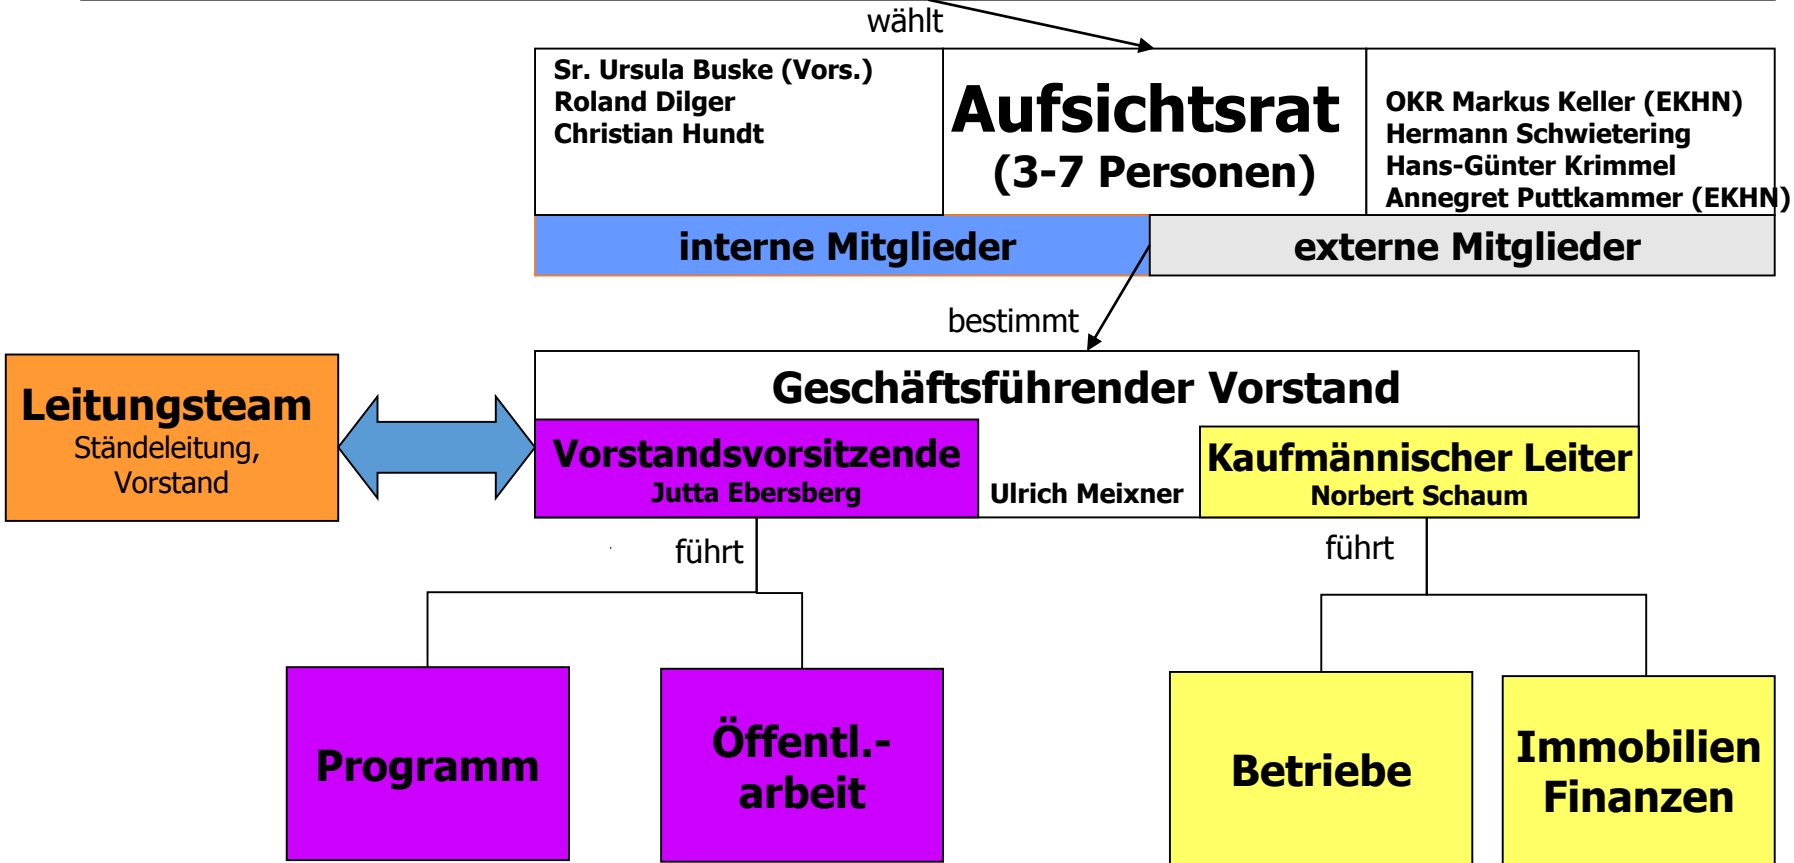 wählt
Sr. Ursula Buske (Vors.)
Roland Dilger
Christian Hundt
Aufsichtsrat
(3-7 Personen)
OKR Markus Keller (EKHN)
Hermann Schwietering
Hans-Günter Krimmel
Annegret Puttkammer (EKHN)
interne Mitglieder
externe Mitglieder
bestimmt
Leitungsteam
Ständeleitung,
Vorstand
Geschäftsführender Vorstand
Vorstandsvorsitzende
Jutta Ebersberg
Ulrich Meixner
Kaufmännischer Leiter
Norbert Schaum
führt
führt
Programm
Öffentl.-
arbeit
Betriebe
Immobilien
Finanzen